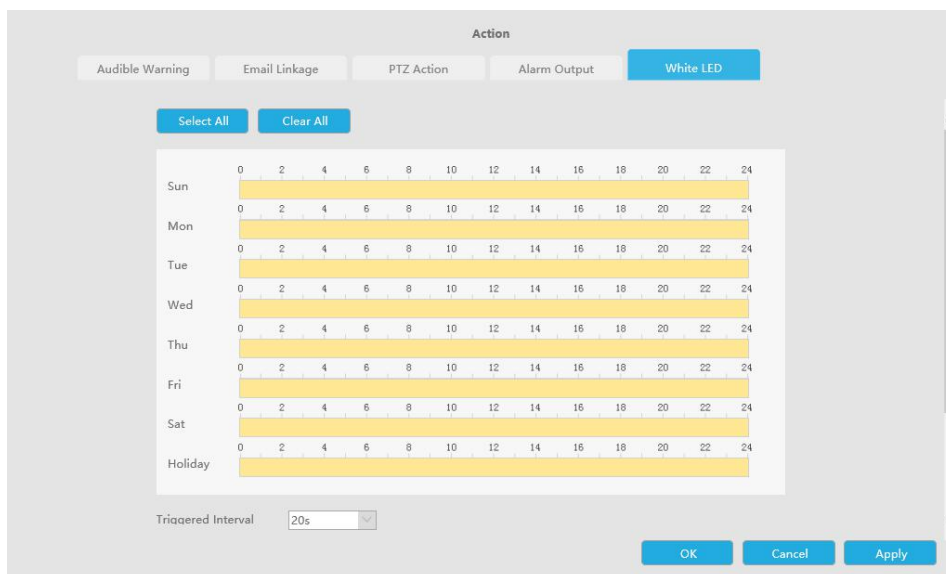 Action
Audible Warning Email Linkage PTZ Action Alarm Output White LED
Select All Clear All
0 2 4 6 8 10 12 14 16 18 20 22 24
Sun
0 2 4 6 8 10 12 14 16 18 20 22 24
Mon
0 2 4 6 8 10 12 14 16 18 20 22 24
Tue
0 2 4 6 8 10 12 14 16 18 20 22 24
Wed
0 2 4 6 8 10 12 14 16 18 20 22 24
Thu
0 2 4 6 8 10 12 14 16 18 20 22 24
Fri
0 2 4 6 8 10 12 14 16 18 20 22 24
Sat
0 2 4 6 8 10 12 14 16 18 20 22 24
Holiday
Triggered Interval 20s
OK Cancel Apply